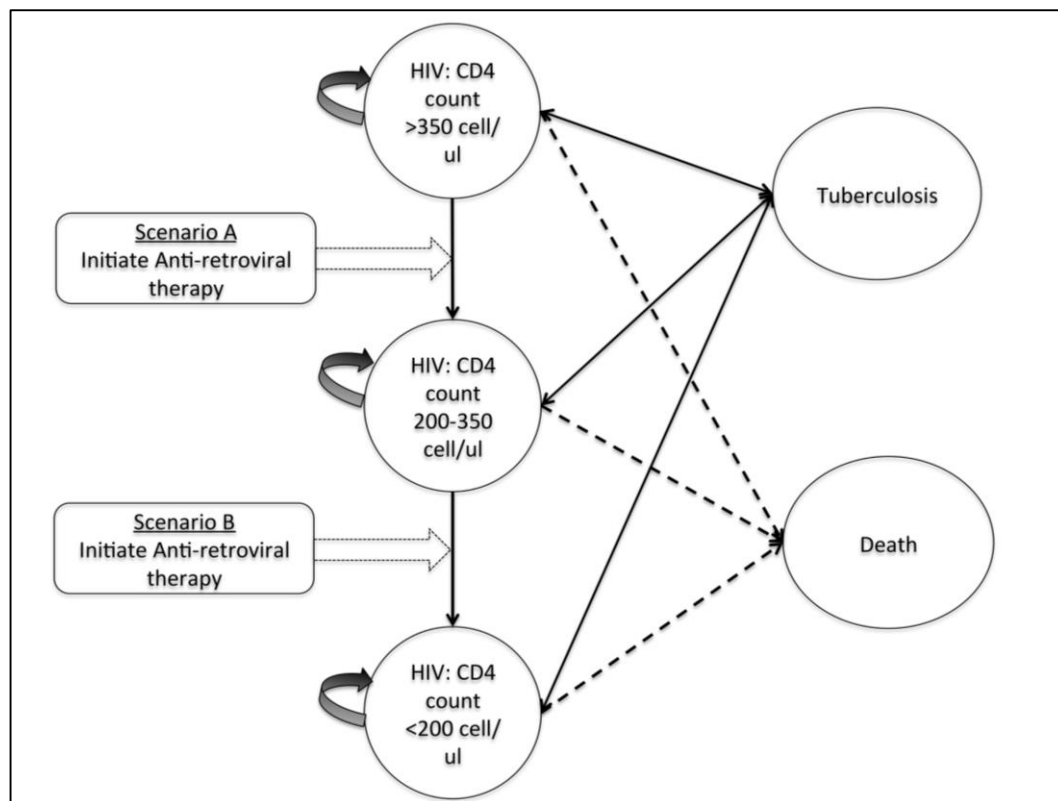 HIV: CD4
count
>350 cell/
ul
Tuberculosis
Scenario A
Initiate Anti-retroviral
therapy
HIV: CD4
count
200-350
cell/ul
Scenario B
Initiate Anti-retroviral
therapy
Death
HIV: CD4
count
<200 cell/
ul